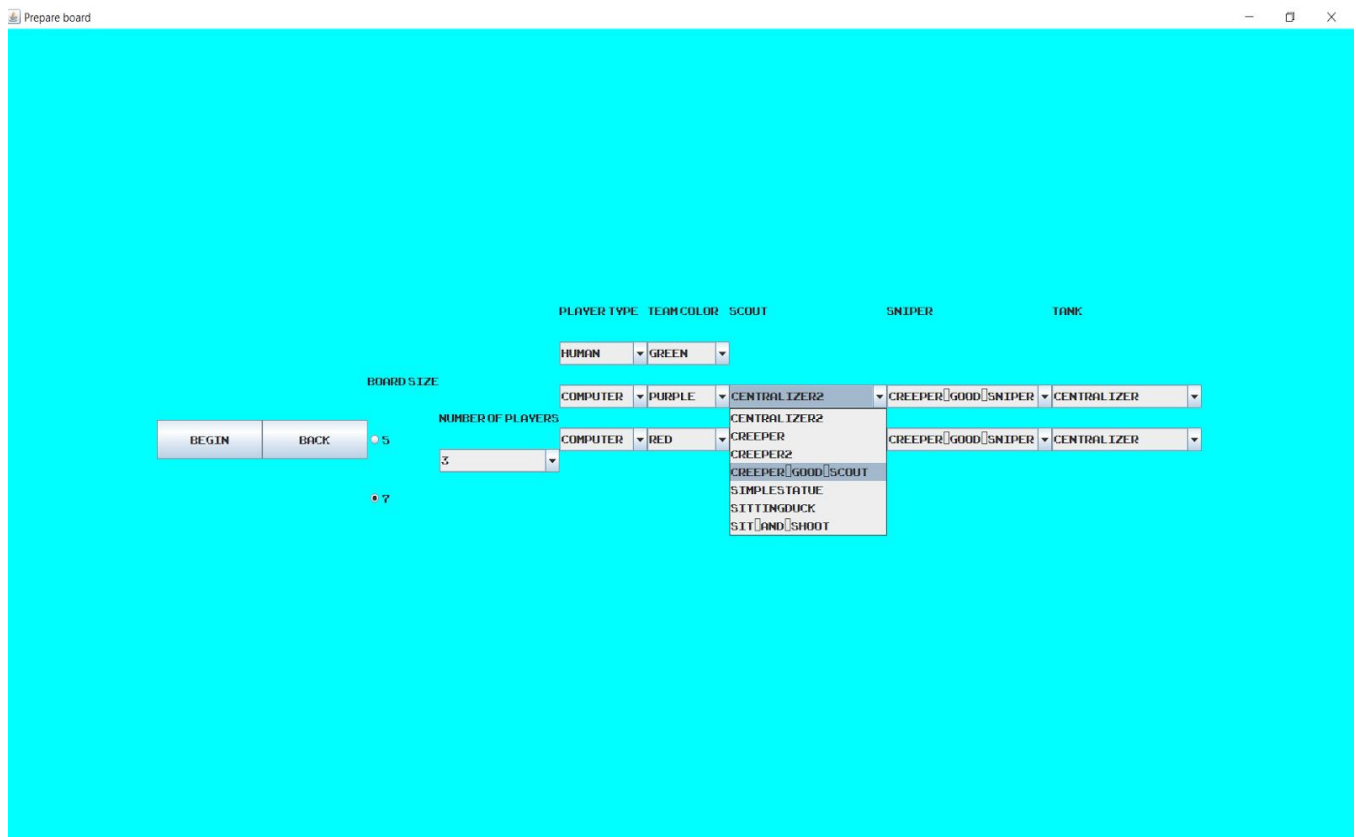 Prepare board
PLAYER TYPE TEAM COLOR SCOUT SNIPER TANK
HUMAN GREEN
BOARD SIZE
COMPUTER PURPLE CENTRALIZER2 CREEPER▯GOOD▯SNIPER CENTRALIZER
NUMBER OF PLAYERS
CENTRALIZER2
BEGIN BACK 5
COMPUTER RED CREEPER CREEPER▯GOOD▯SNIPER CENTRALIZER
CREEPER2
3
CREEPER▯GOOD▯SCOUT
SIMPLESTATUE
7
SITTINGDUCK
SIT▯AND▯SHOOT